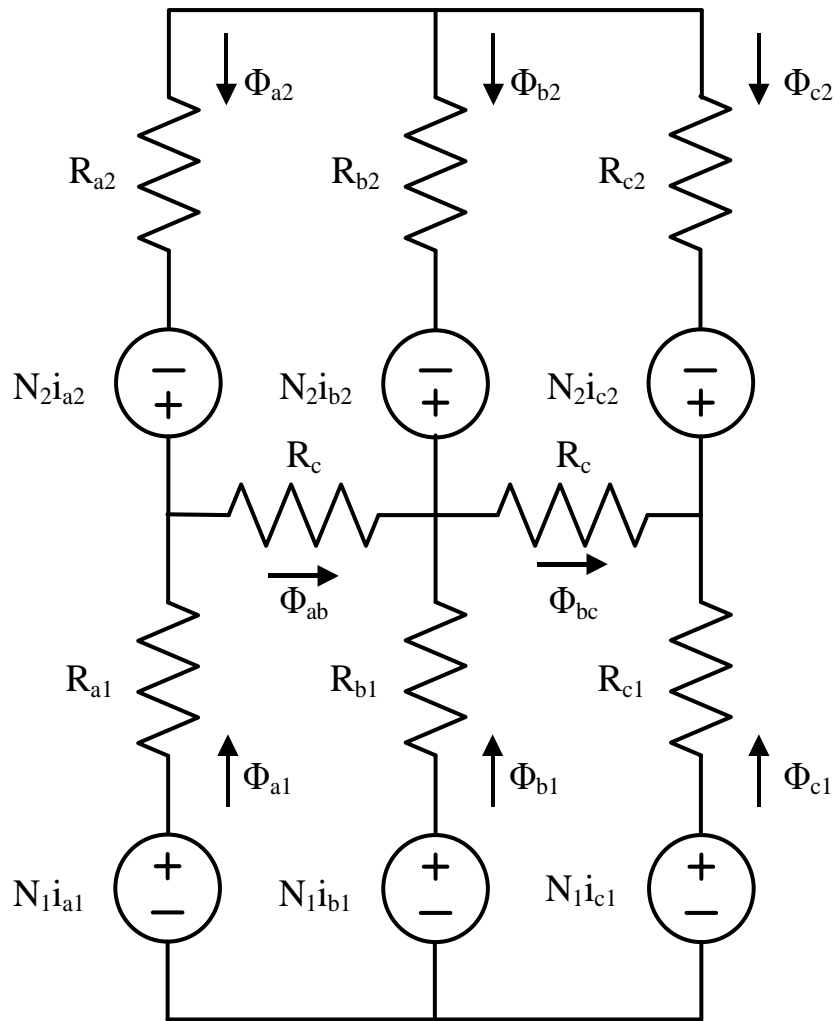 Φa2 Φb2 Φc2
Ra2 Rb2 Rc2
N2ia2 − + N2ib2 − + N2ic2 − +
Rc Rc
Φab Φbc
Ra1 Rb1 Rc1
Φa1 Φb1 Φc1
N1ia1 + − N1ib1 + − N1ic1 + −